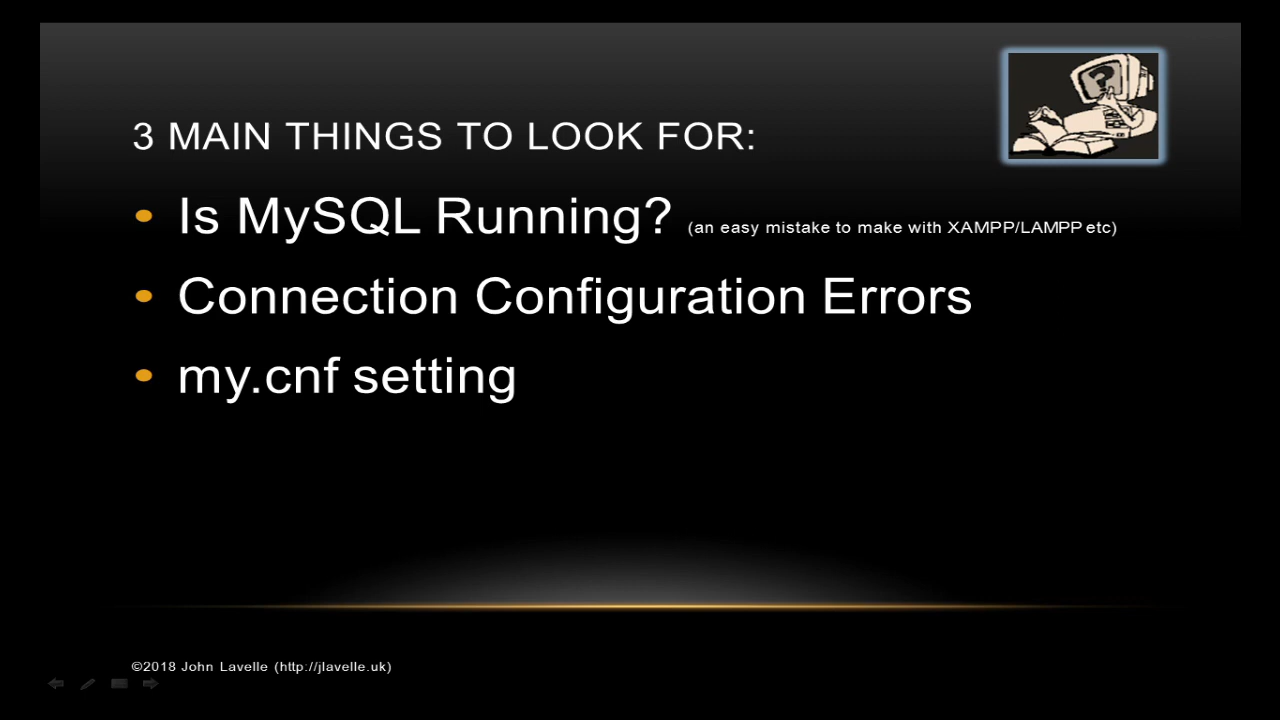 3 MAIN THINGS TO LOOK FOR:
• Is MySQL Running? (an easy mistake to make with XAMPP/LAMPP etc)
• Connection Configuration Errors
• my.cnf setting
©2018 John Lavelle (http://jlavelle.uk)